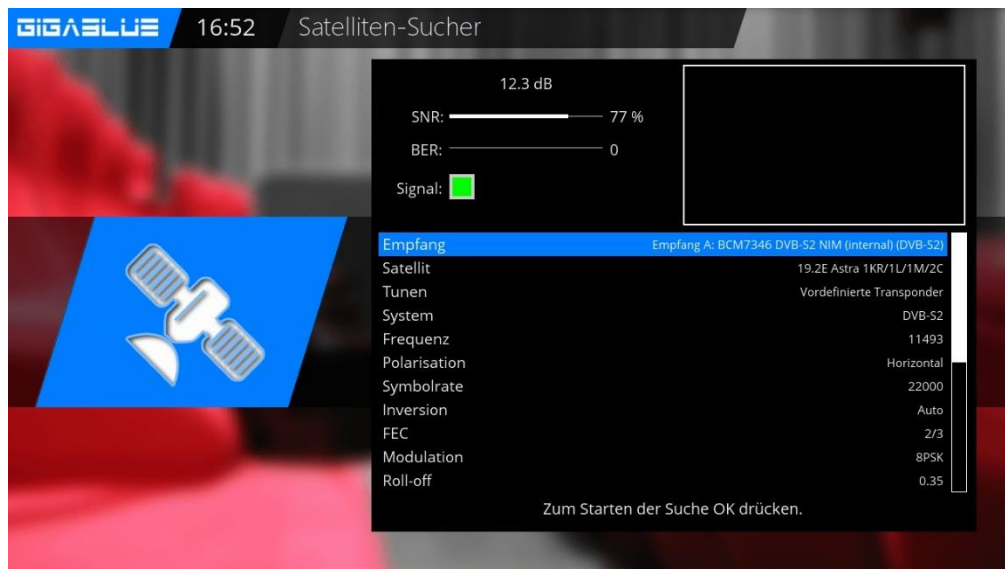 GIGABLUE 16:52 Satelliten-Sucher
12.3 dB
SNR: 77 %
BER: 0
Signal:
Empfang Empfang A: BCM7346 DVB-S2 NIM (internal) (DVB-S2)
Satellit 19.2E Astra 1KR/1L/1M/2C
Tunen Vordefinierte Transponder
System DVB-S2
Frequenz 11493
Polarisation Horizontal
Symbolrate 22000
Inversion Auto
FEC 2/3
Modulation 8PSK
Roll-off 0.35
Zum Starten der Suche OK drücken.